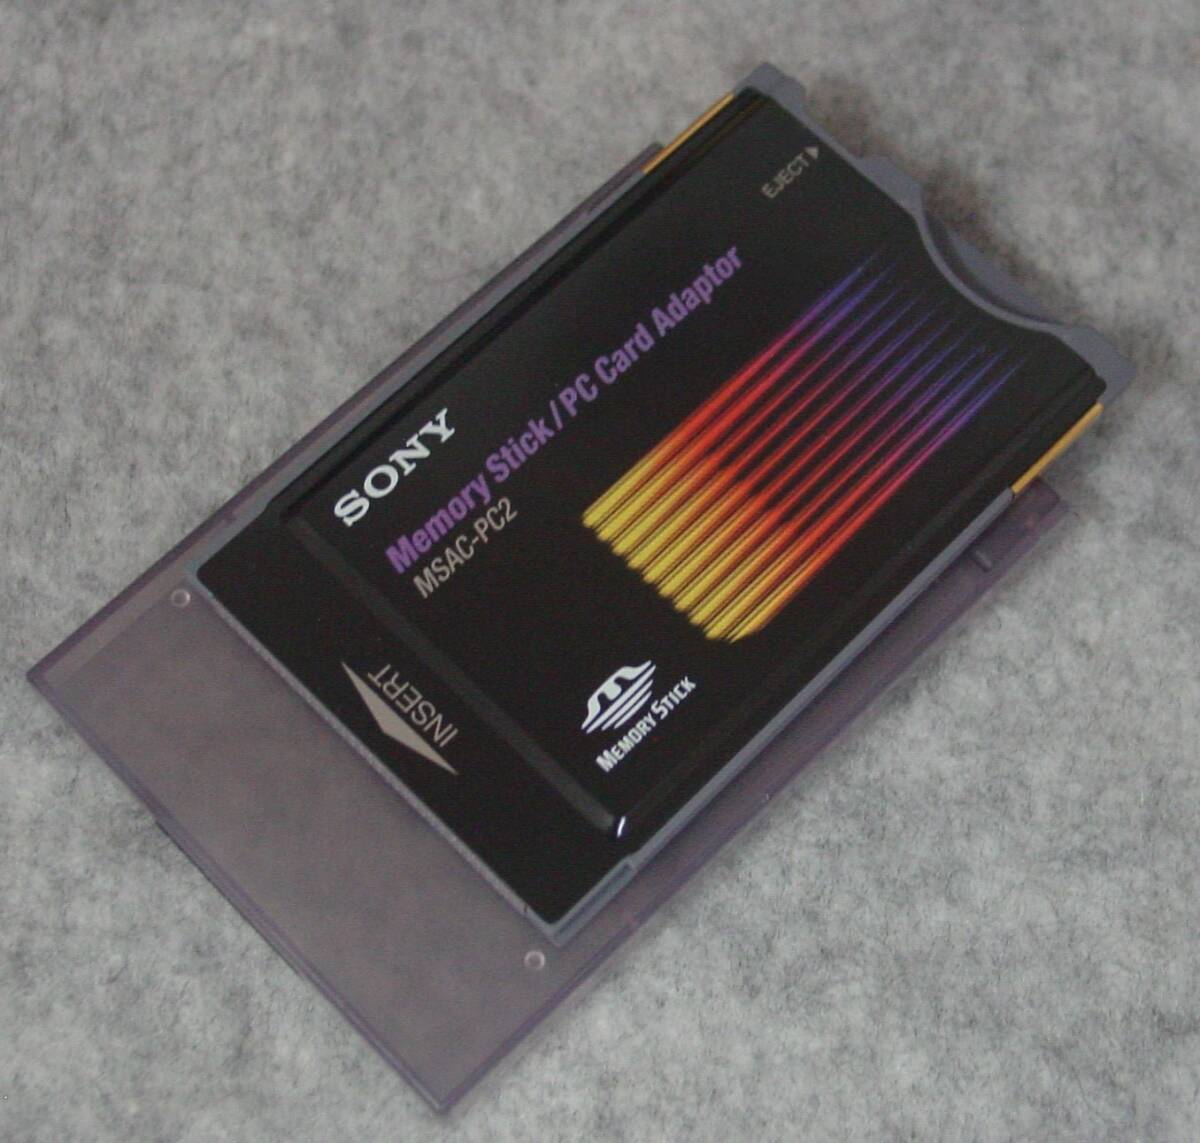 EJECT▶
SONY
Memory Stick / PC Card Adaptor
MSAC-PC2
MEMORY STICK
INSERT